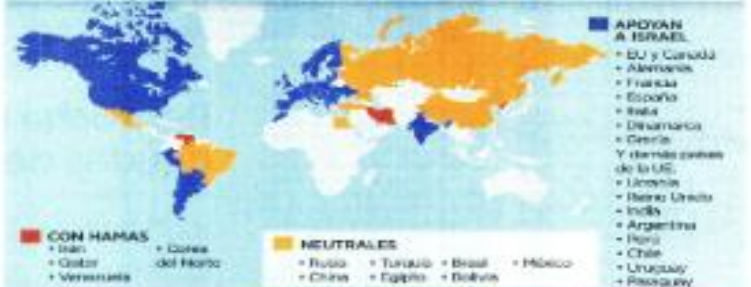 APOYAN
A ISRAEL
• EU y Canadá
• Alemania
• Francia
• España
• Italia
• Dinamarca
• Grecia
Y demás países
de la UE.
• Ucrania
• Reino Unido
• India
• Argentina
• Perú
• Chile
• Uruguay
• Paraguay
CON HAMAS
• Irán
• Qatar
• Venezuela
• Corea
del Norte
NEUTRALES
• Rusia • Turquía • Brasil • México
• China • Egipto • Bolivia